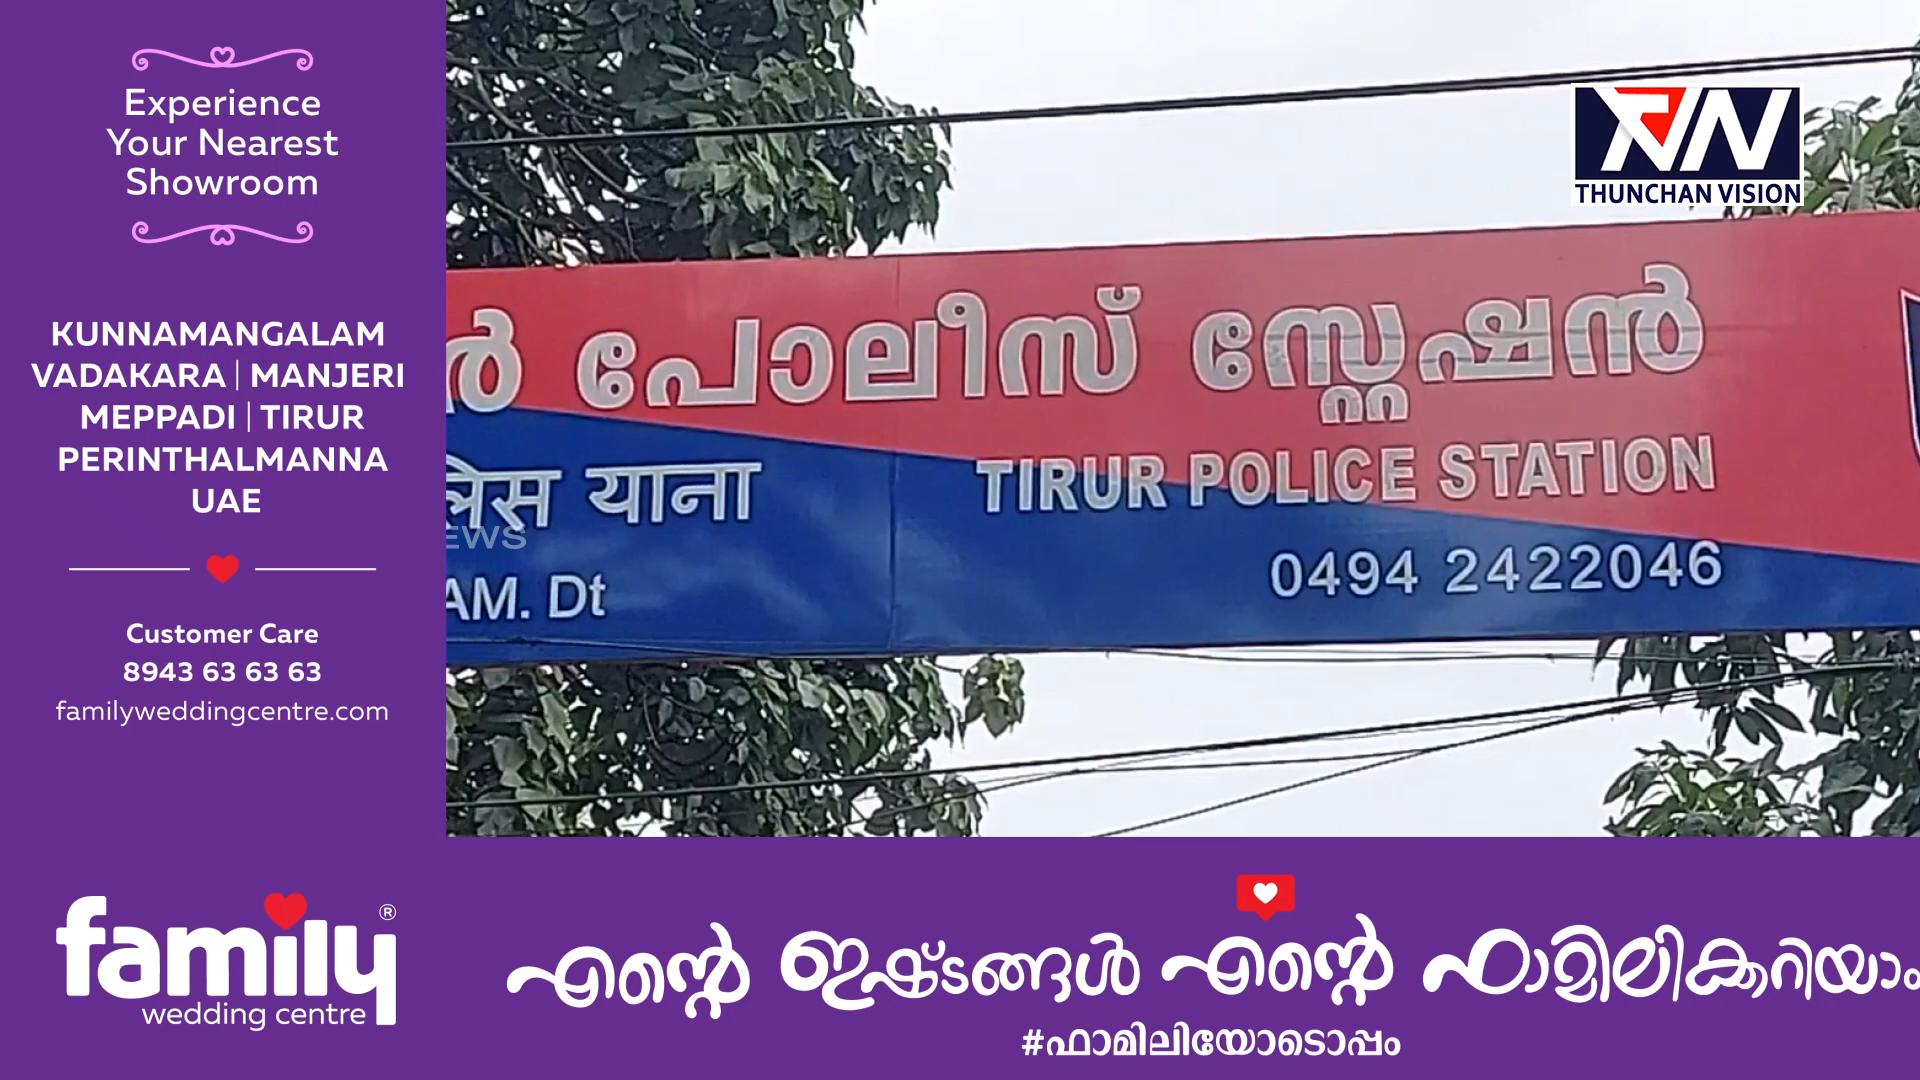 Experience
Your Nearest
Showroom
KUNNAMANGALAM
VADAKARA | MANJERI
MEPPADI | TIRUR
PERINTHALMANNA
UAE
Customer Care
8943 63 63 63
familyweddingcentre.com
family®
wedding centre
TVN
THUNCHAN VISION
ർ പോലീസ് സ്റ്റേഷൻ
लिस याना
TIRUR POLICE STATION
EWS
AM. Dt
0494 2422046
എന്റെ ഇഷ്ടങ്ങൾ എന്റെ ഫാമിലിക്കറിയാം
#ഫാമിലിയോടൊപ്പം